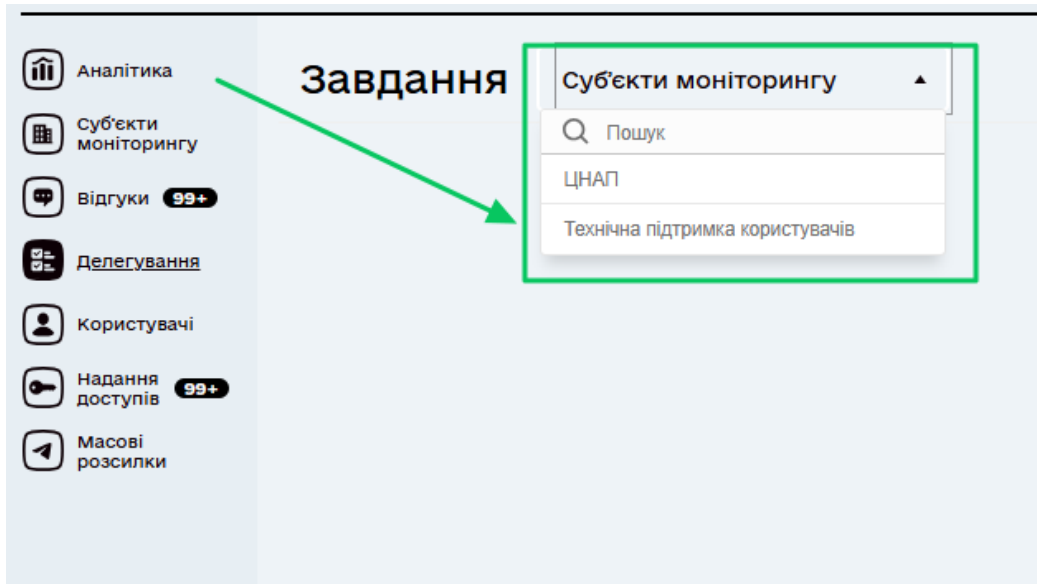 Аналітика
Суб'єкти
моніторингу
Відгуки 99+
Делегування
Користувачі
Надання
доступів 99+
Масові
розсилки
Завдання
Суб'єкти моніторингу
Пошук
ЦНАП
Технічна підтримка користувачів